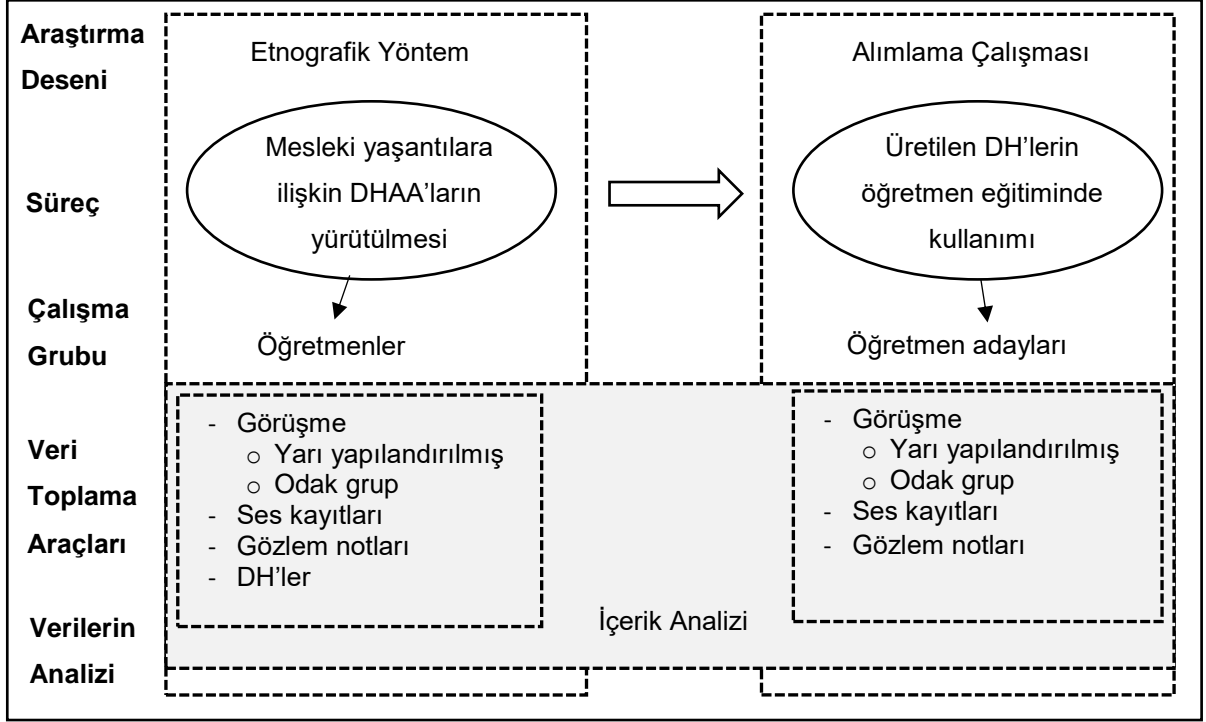 Araştırma
Deseni
Etnografik Yöntem
Alımlama Çalışması
Süreç
Mesleki yaşantılara
ilişkin DHAA’ların
yürütülmesi
Üretilen DH’lerin
öğretmen eğitiminde
kullanımı
Çalışma
Grubu
Öğretmenler
Öğretmen adayları
Veri
Toplama
Araçları
- Görüşme
o Yarı yapılandırılmış
o Odak grup
- Ses kayıtları
- Gözlem notları
- DH’ler
- Görüşme
o Yarı yapılandırılmış
o Odak grup
- Ses kayıtları
- Gözlem notları
Verilerin
Analizi
İçerik Analizi